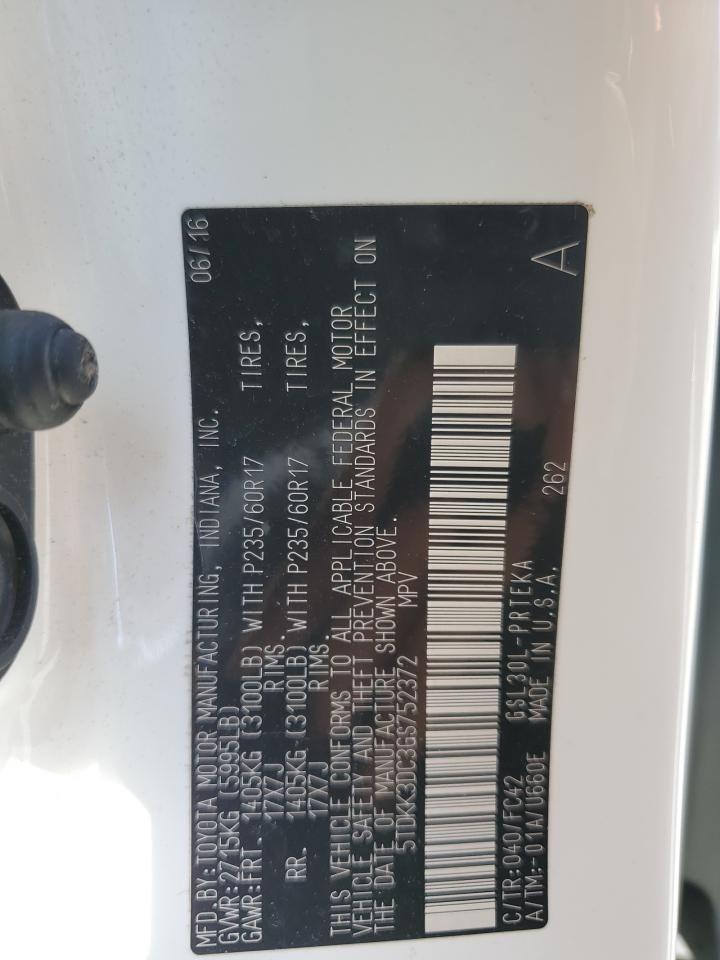 MFD.BY:TOYOTA MOTOR MANUFACTURING, INDIANA, INC. 06/16
GVWR:2715KG (5995LB)
GAWR:FRT. 1405KG (3100LB) WITH P235/60R17 TIRES,
17X7J RIMS.
RR. 1405KG (3100LB) WITH P235/60R17 TIRES,
17X7J RIMS
THIS VEHICLE CONFORMS TO ALL APPLICABLE FEDERAL MOTOR
VEHICLE SAFETY AND THEFT PREVENTION STANDARDS IN EFFECT ON
THE DATE OF MANUFACTURE SHOWN ABOVE.
5TDKK3DC3GS752372 MPV
C/TR:040/FC42 GSL30L-PRTEKA
A/TM:-01A/U660E MADE IN U.S.A. 262 A